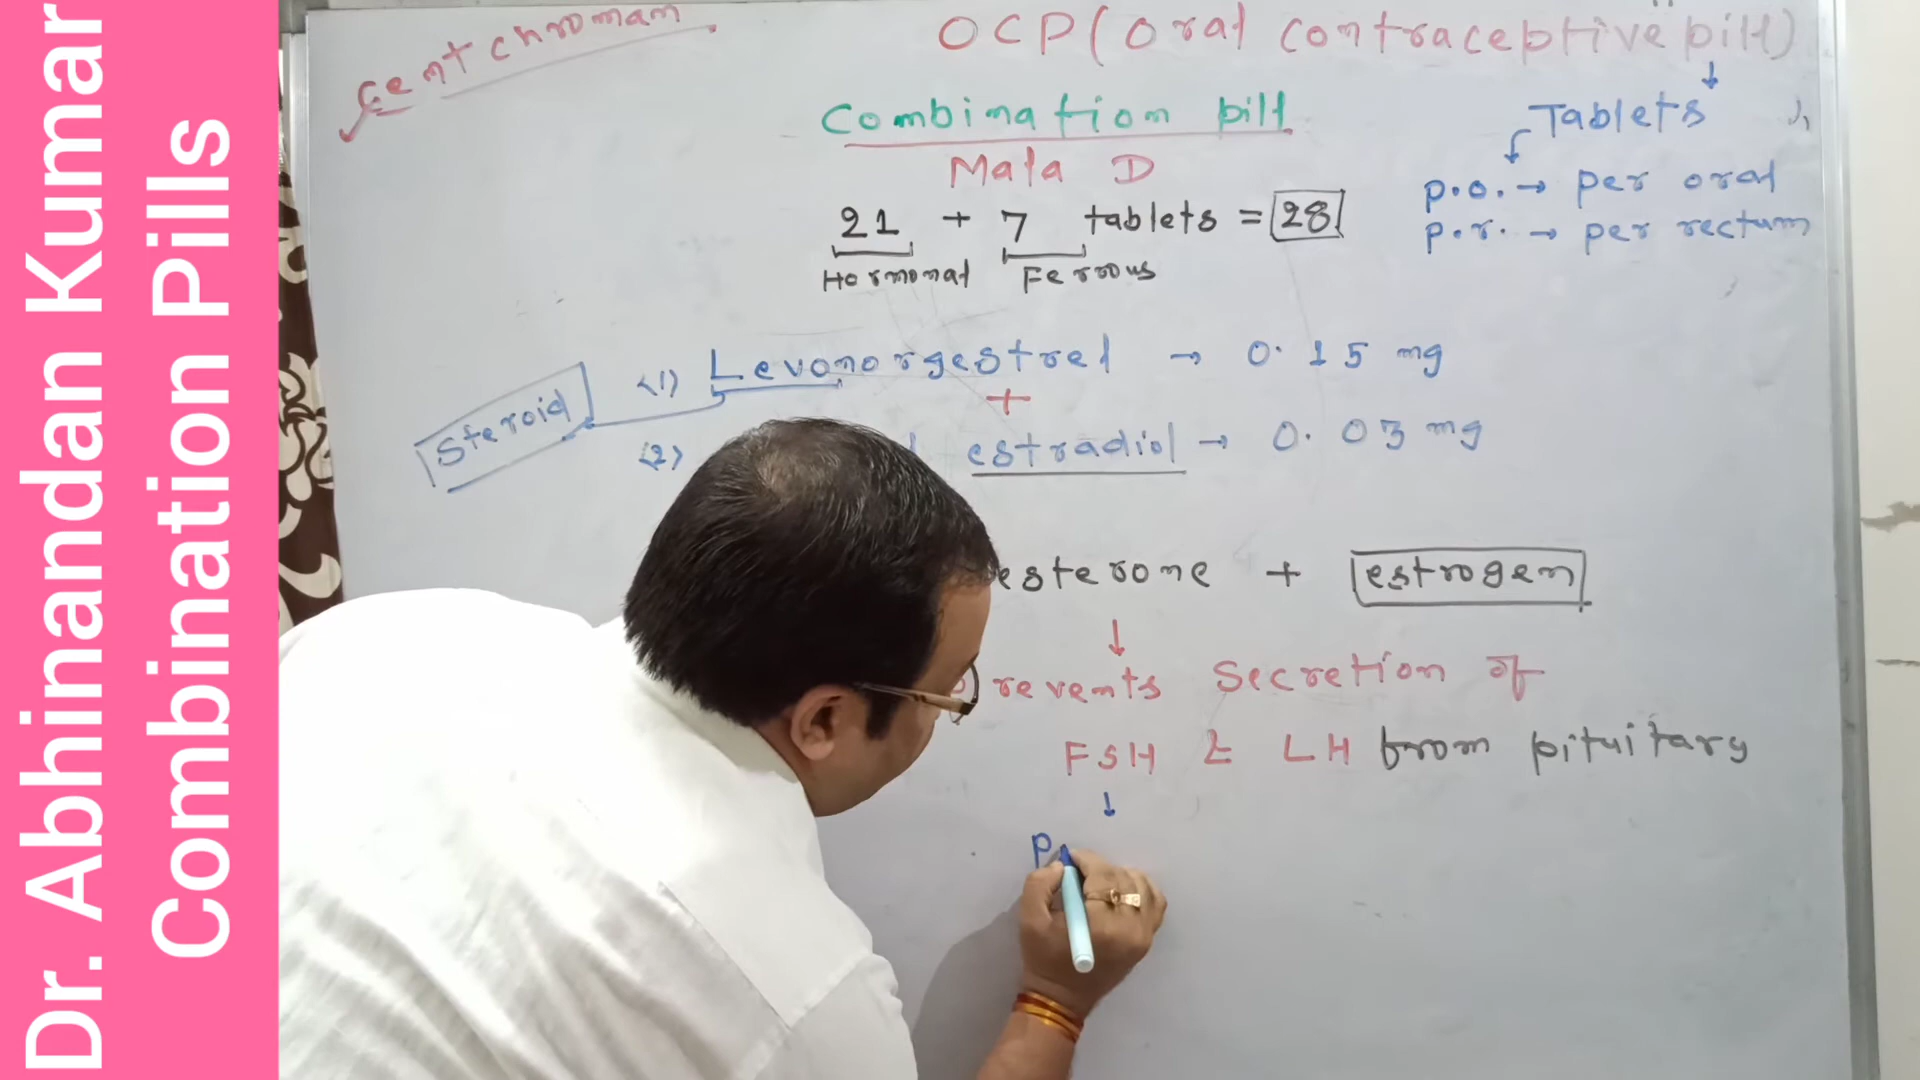 Dr. Abhinandan Kumar
Combination Pills
Centchroman
OCP (Oral contraceptive pill)
Combination pill
Mala D
21 + 7 tablets = 28
Hormonal Ferrous
Tablets
p.o. → per oral
p.r. → per rectum
Steroid
(1) Levonorgestrel → 0.15 mg
+
(2) estradiol → 0.03 mg
esterone + estrogen
↓
prevents secretion of
FSH & LH from pituitary
↓
P